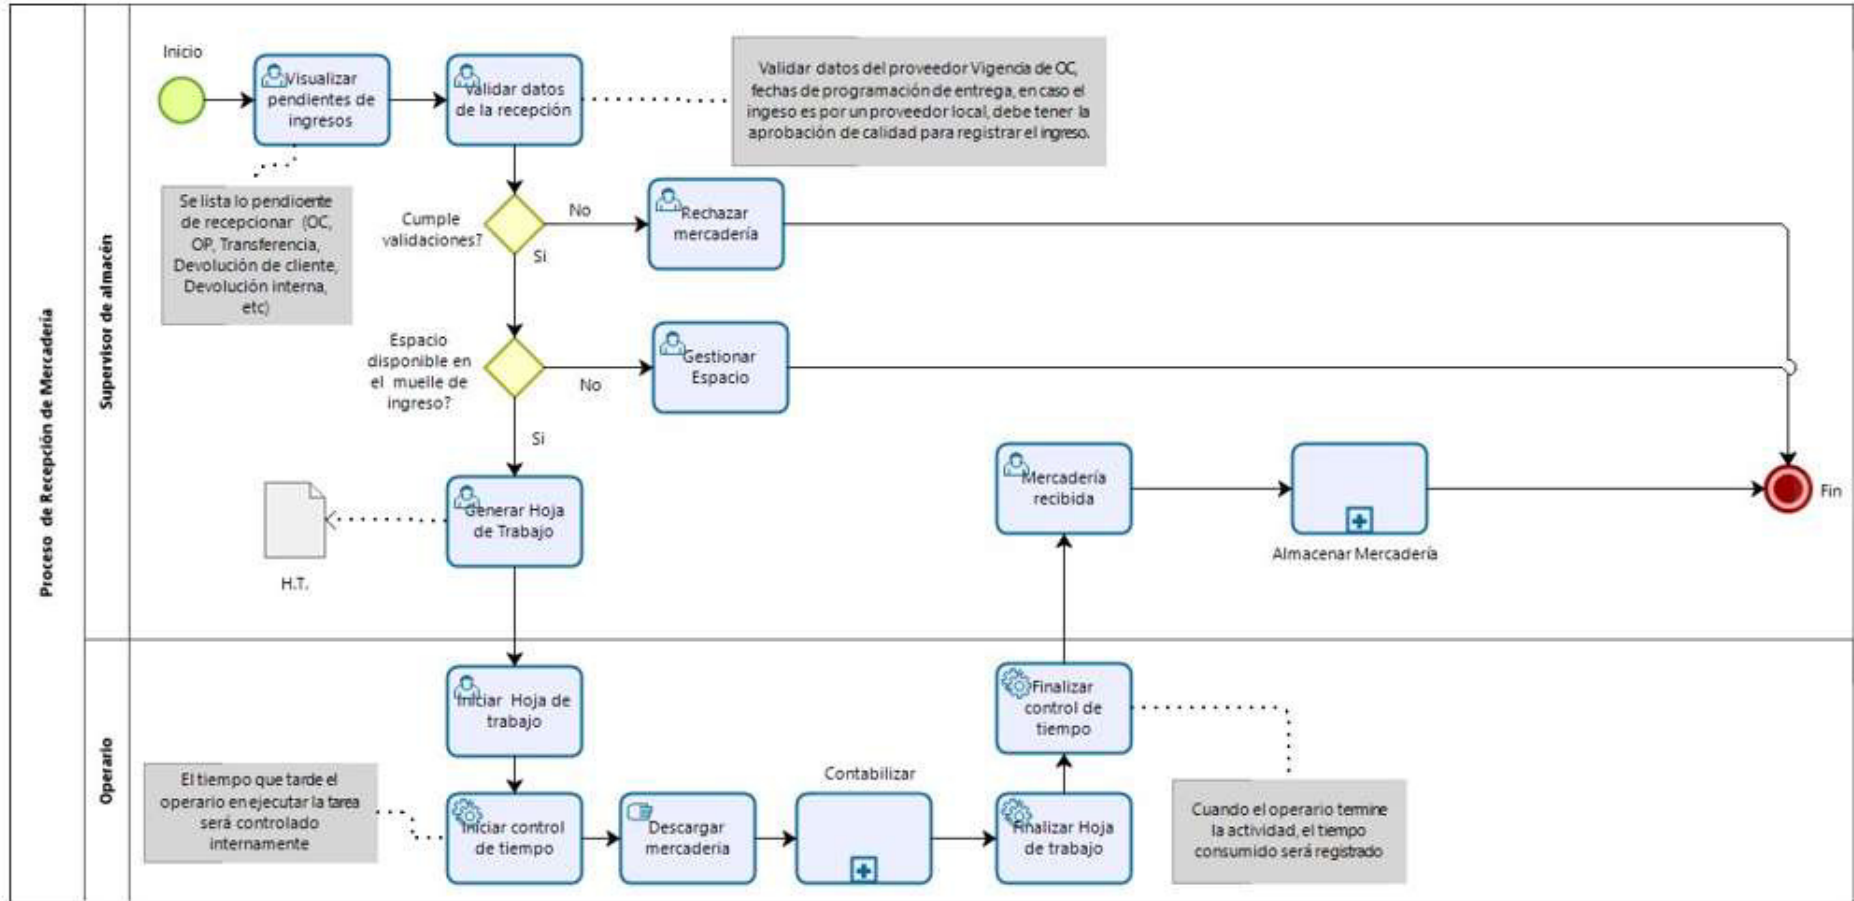 Proceso de Recepción de Mercadería
Supervisor de almacén
Inicio
Visualizar
pendientes de
ingresos
Validar datos
de la recepción
Validar datos del proveedor Vigencia de OC,
fechas de programación de entrega, en caso el
ingeso es por un proveedor local, debe tener la
aprobación de calidad para registrar el ingreso.
Se lista lo pendioente
de recepcionar (OC,
OP, Transferencia,
Devolución de cliente,
Devolución interna,
etc)
Cumple
validaciones?
No
Si
Rechazar
mercadería
Espacio
disponible en
el muelle de
ingreso?
No
Si
Gestionar
Espacio
Generar Hoja
de Trabajo
H.T.
Mercadería
recibida
Almacenar Mercadería
Fin
Operario
Iniciar Hoja de
trabajo
El tiempo que tarde el
operario en ejecutar la tarea
será controlado
internamente
Iniciar control
de tiempo
Descargar
mercadería
Contabilizar
Finalizar Hoja
de trabajo
Finalizar
control de
tiempo
Cuando el operario termine
la actividad, el tiempo
consumido será registrado